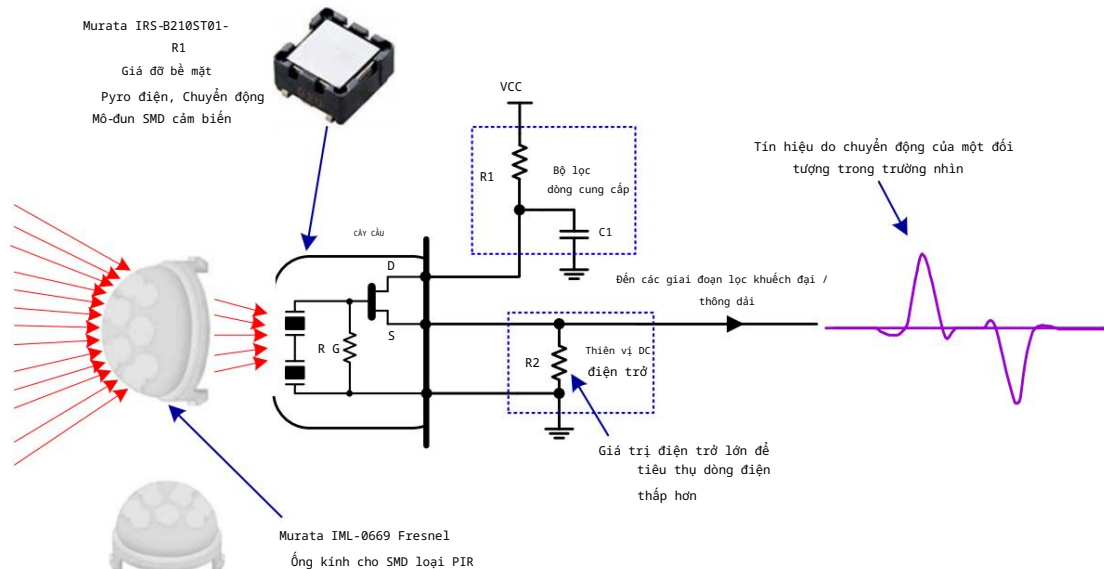 Murata IRS-B210ST01-
R1
Giá đỡ bề mặt
Pyro điện, Chuyển động
Mô-đun SMD cảm biến
VCC
R1
Bộ lọc
dòng cung cấp
C1
Tín hiệu do chuyển động của một đối
tượng trong trường nhìn
CÂY CẦU
D
S
R G
Đến các giai đoạn lọc khuếch đại /
thông dải
R2
Thiên vị DC
điện trở
Giá trị điện trở lớn để
tiêu thụ dòng điện
thấp hơn
Murata IML-0669 Fresnel
Ống kính cho SMD loại PIR